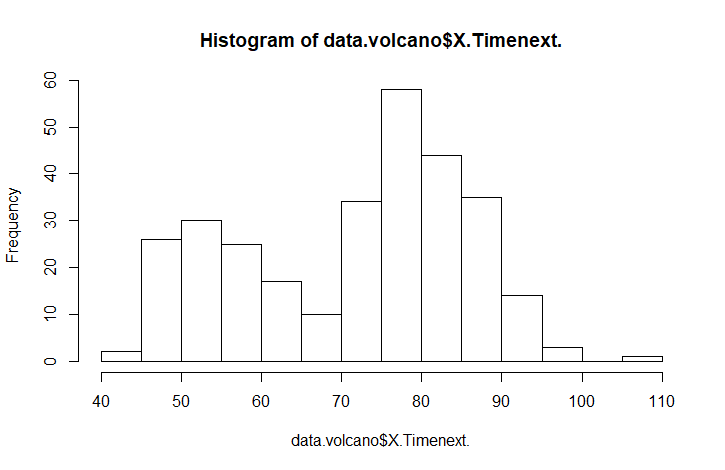 Histogram of data.volcano$X.Timenext.
60
50
40
30
20
10
0
Frequency
40 50 60 70 80 90 100 110
data.volcano$X.Timenext.